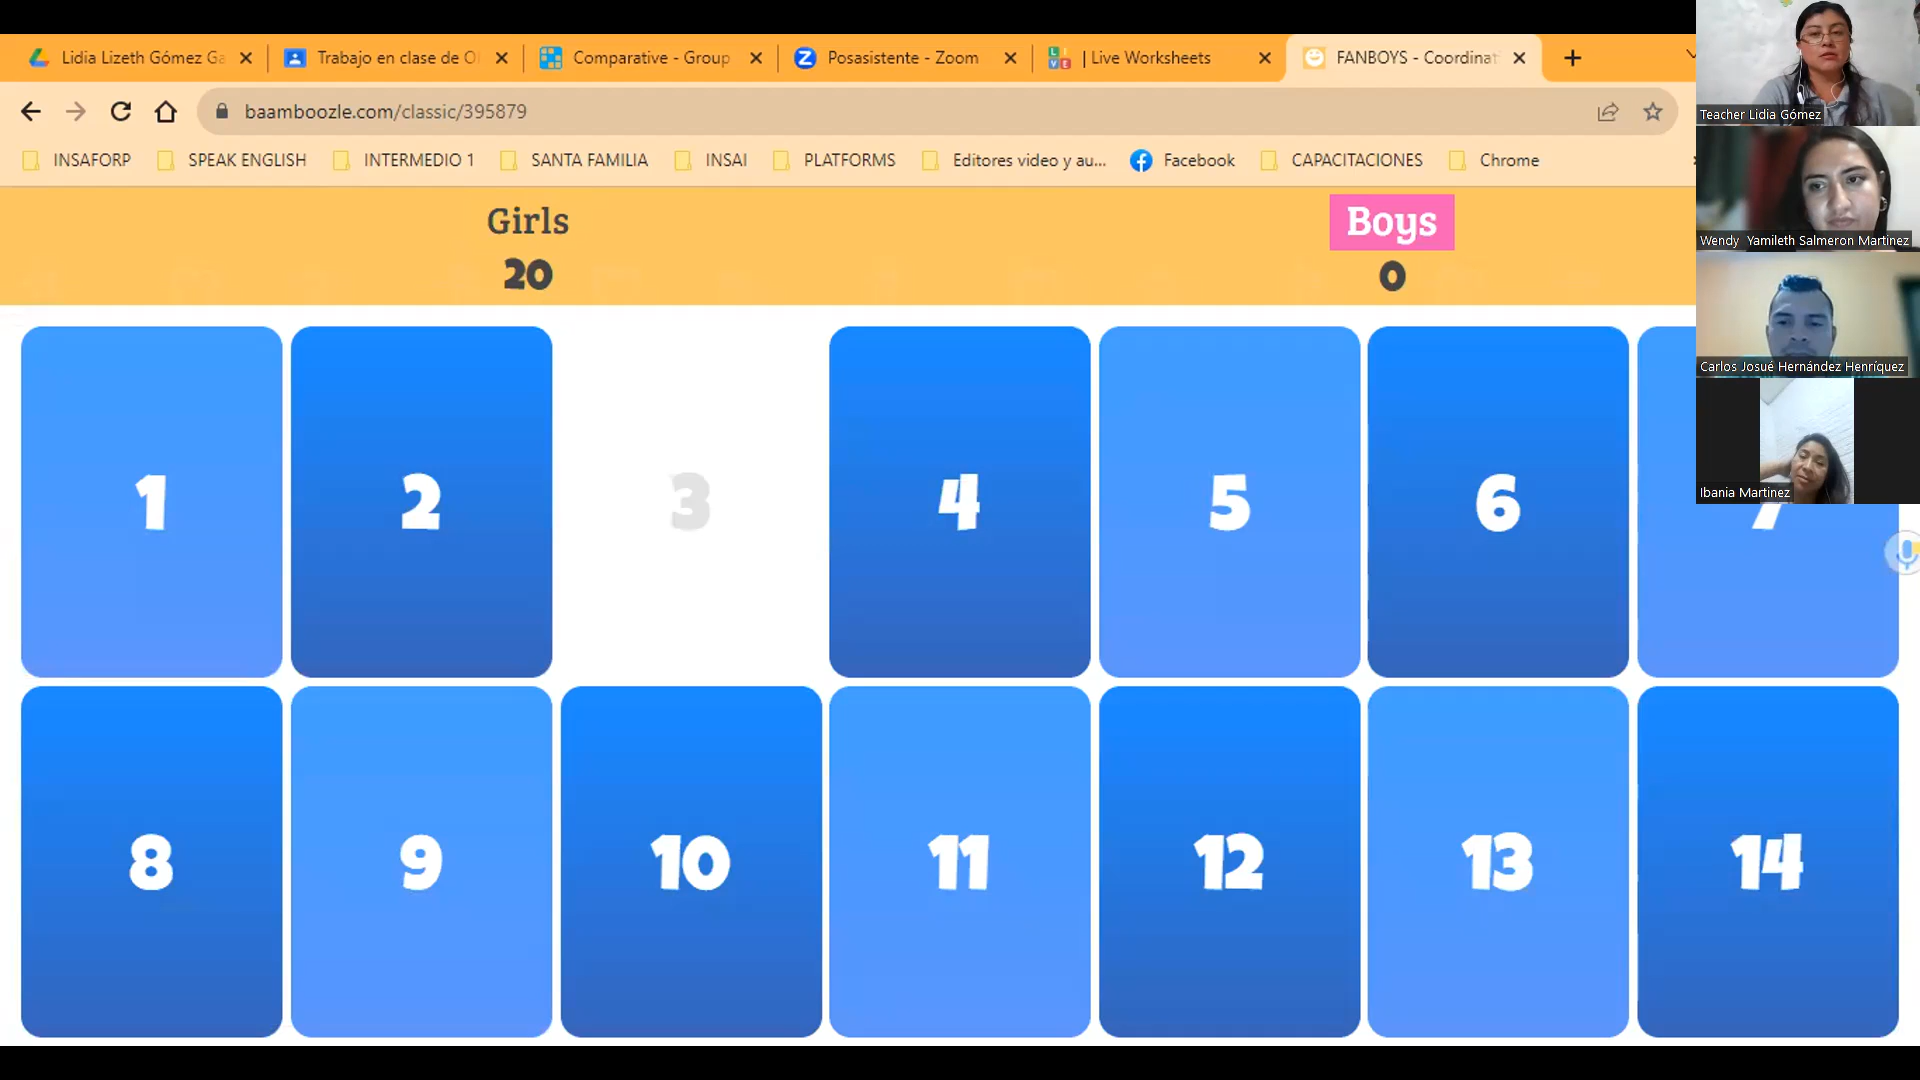 Lidia Lizeth Gómez Ga
Trabajo en clase de O
Comparative - Group
Posasistente - Zoom
| Live Worksheets
FANBOYS - Coordinat
baamboozle.com/classic/395879
INSAFORP
SPEAK ENGLISH
INTERMEDIO 1
SANTA FAMILIA
INSAI
PLATFORMS
Editores video y au...
Facebook
CAPACITACIONES
Chrome
Girls
Boys
20
0
1
2
3
4
5
6
7
8
9
10
11
12
13
14
Teacher Lidia Gómez
Wendy Yamileth Salmeron Martinez
Carlos Josué Hernández Henríquez
Ibania Martinez